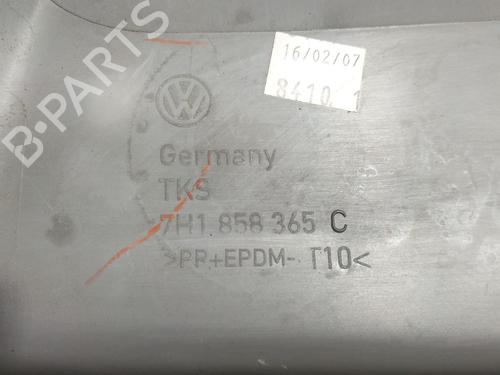 16/02/07
8410 1
VW
Germany
TKS
7H1 858 365 C
>PP+EPDM- T10<
B-PARTS